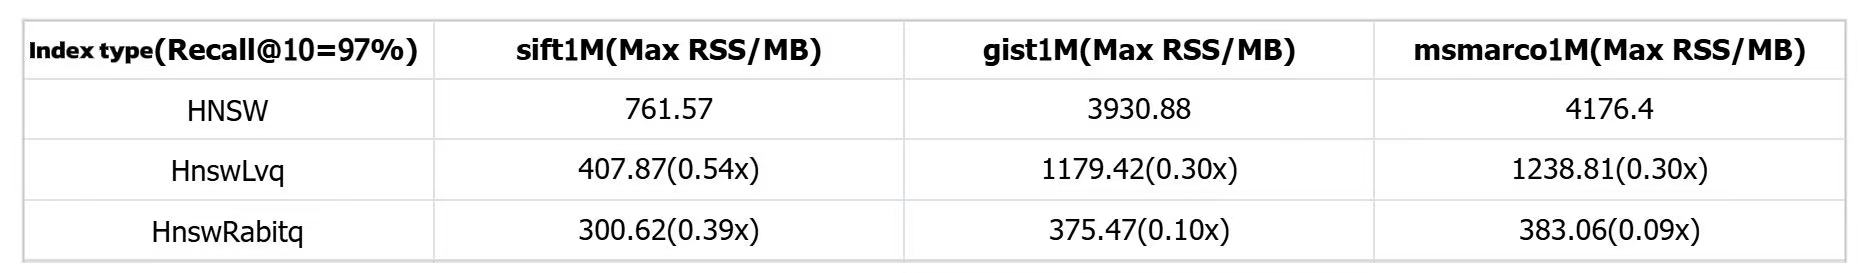 Index type(Recall@10=97%) sift1M(Max RSS/MB) gist1M(Max RSS/MB) msmarco1M(Max RSS/MB)
HNSW 761.57 3930.88 4176.4
HnswLvq 407.87(0.54x) 1179.42(0.30x) 1238.81(0.30x)
HnswRabitq 300.62(0.39x) 375.47(0.10x) 383.06(0.09x)